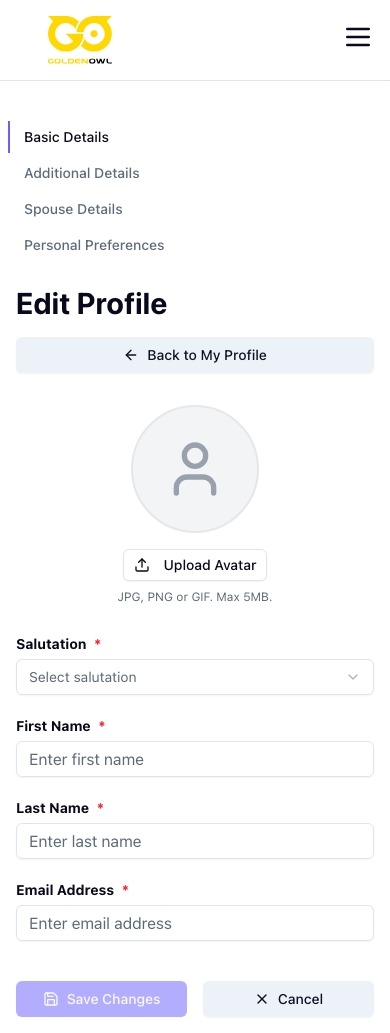 GO
GOLDENOWL
Basic Details
Additional Details
Spouse Details
Personal Preferences
Edit Profile
Back to My Profile
Upload Avatar
JPG, PNG or GIF. Max 5MB.
Salutation *
Select salutation
First Name *
Enter first name
Last Name *
Enter last name
Email Address *
Enter email address
Save Changes
Cancel